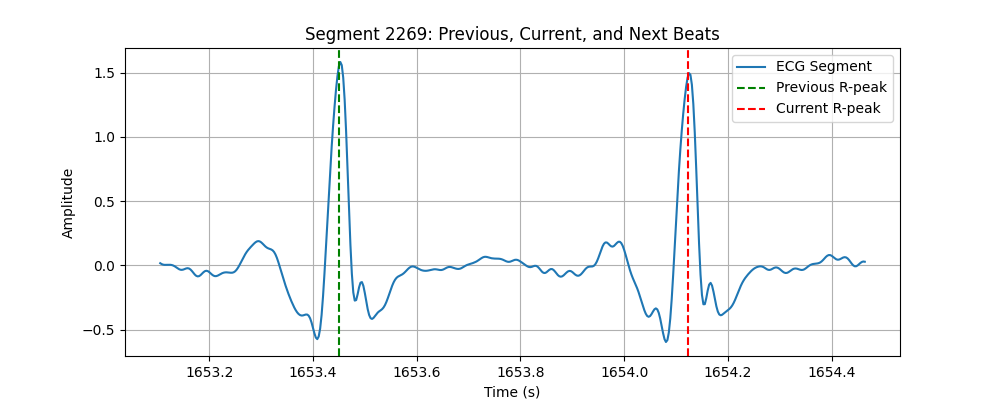 Segment 2269: Previous, Current, and Next Beats
ECG Segment
Previous R-peak
Current R-peak
Amplitude
1.5
1.0
0.5
0.0
−0.5
1653.2 1653.4 1653.6 1653.8 1654.0 1654.2 1654.4
Time (s)